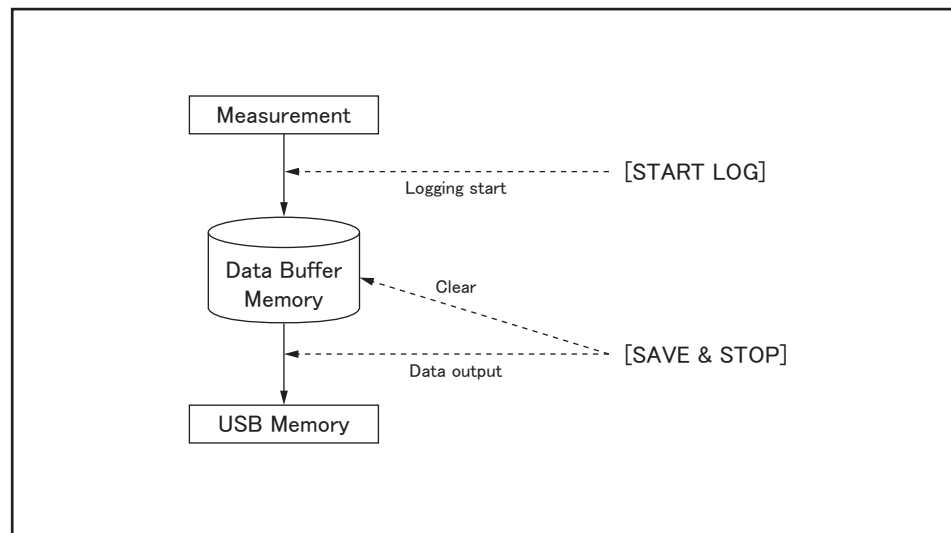 Measurement
[START LOG]
Logging start
Data Buffer
Memory
Clear
[SAVE & STOP]
Data output
USB Memory